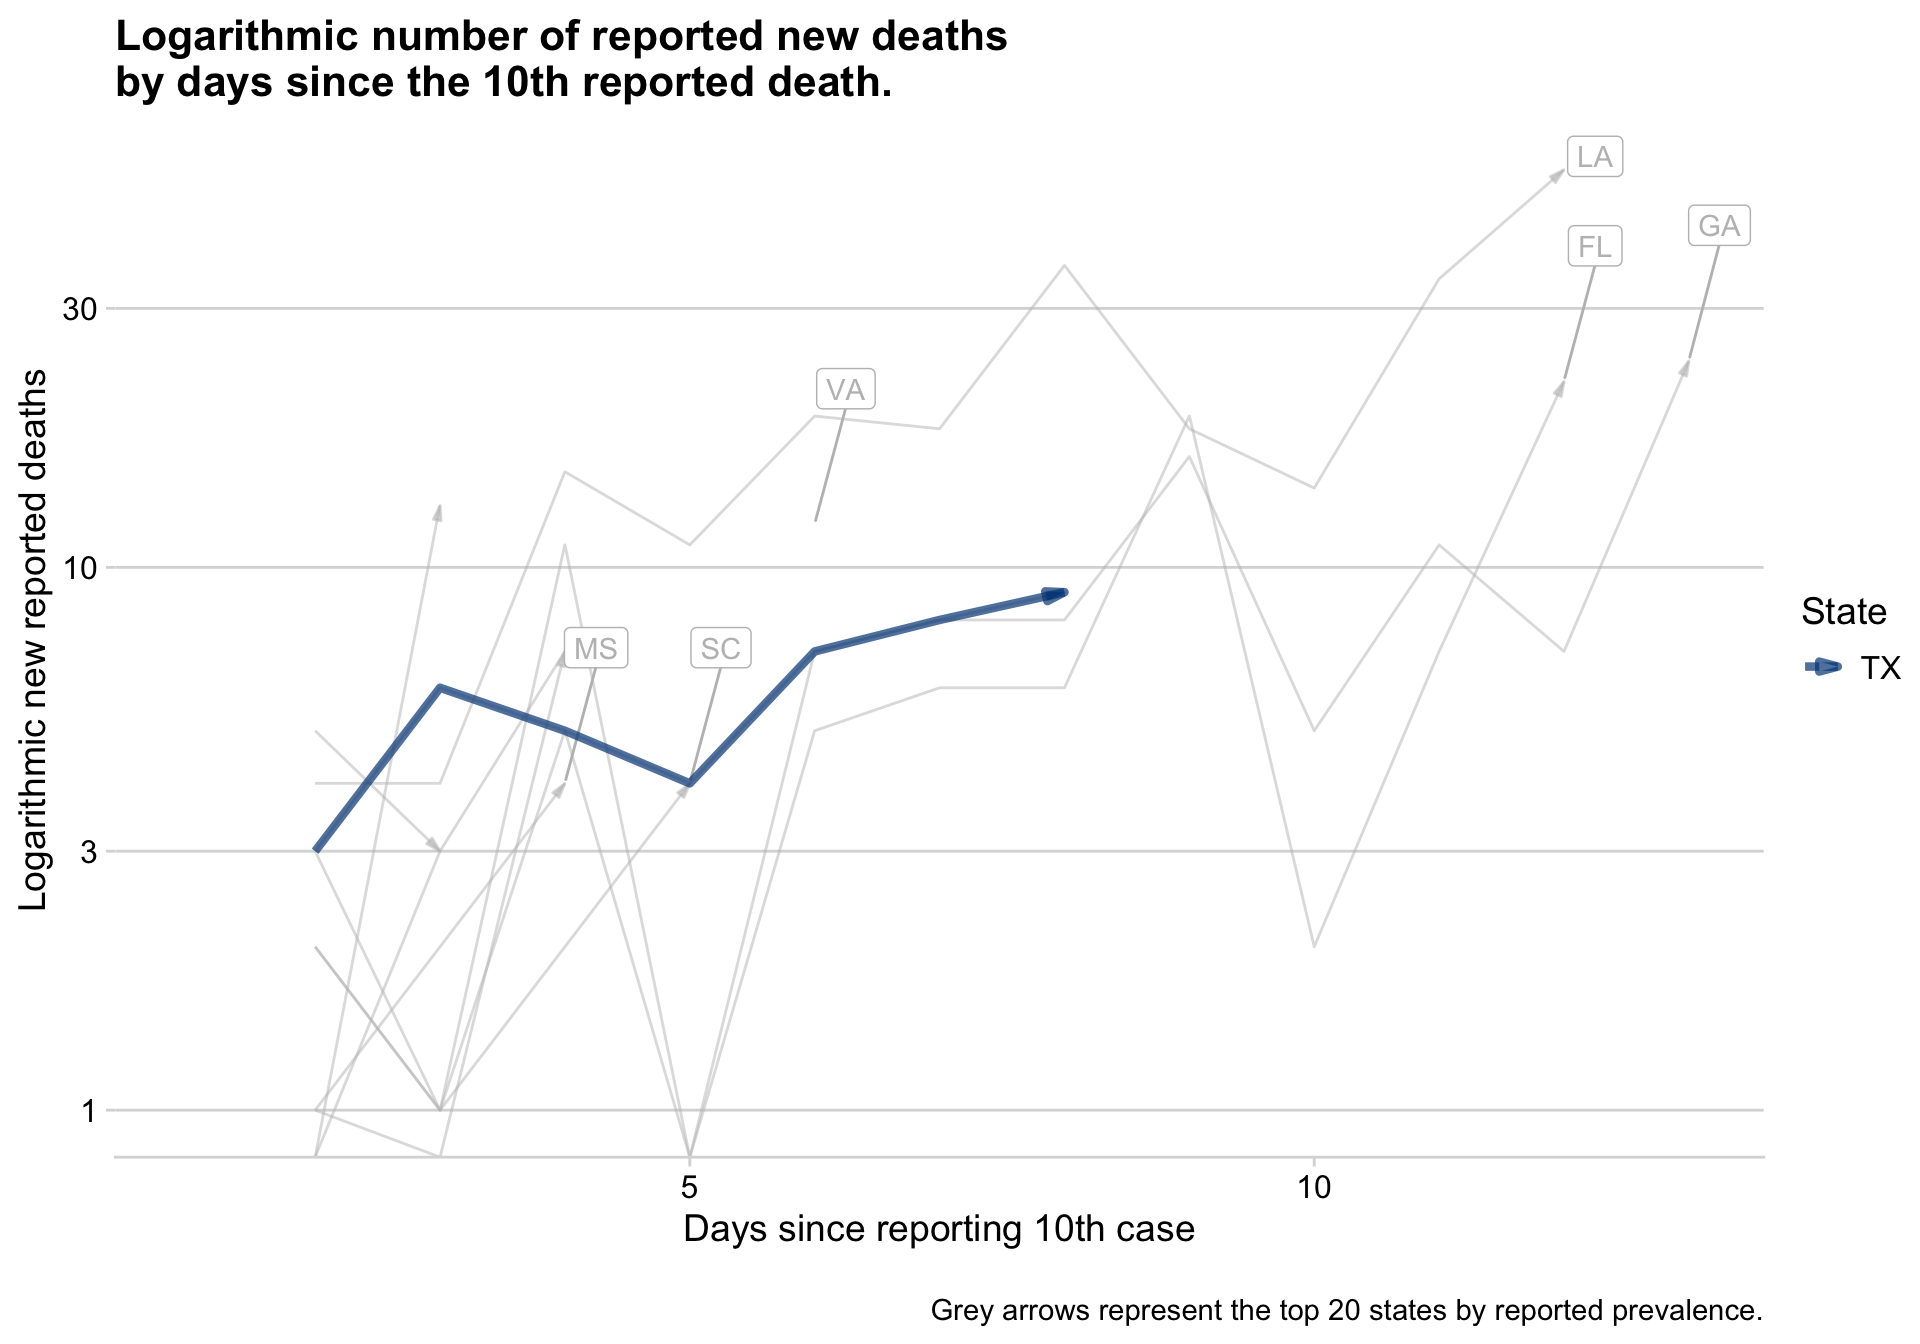 Logarithmic number of reported new deaths
by days since the 10th reported death.
LA
GA
FL
30
VA
10
MS
SC
3
1
5
10
Logarithmic new reported deaths
Days since reporting 10th case
State
TX
Grey arrows represent the top 20 states by reported prevalence.